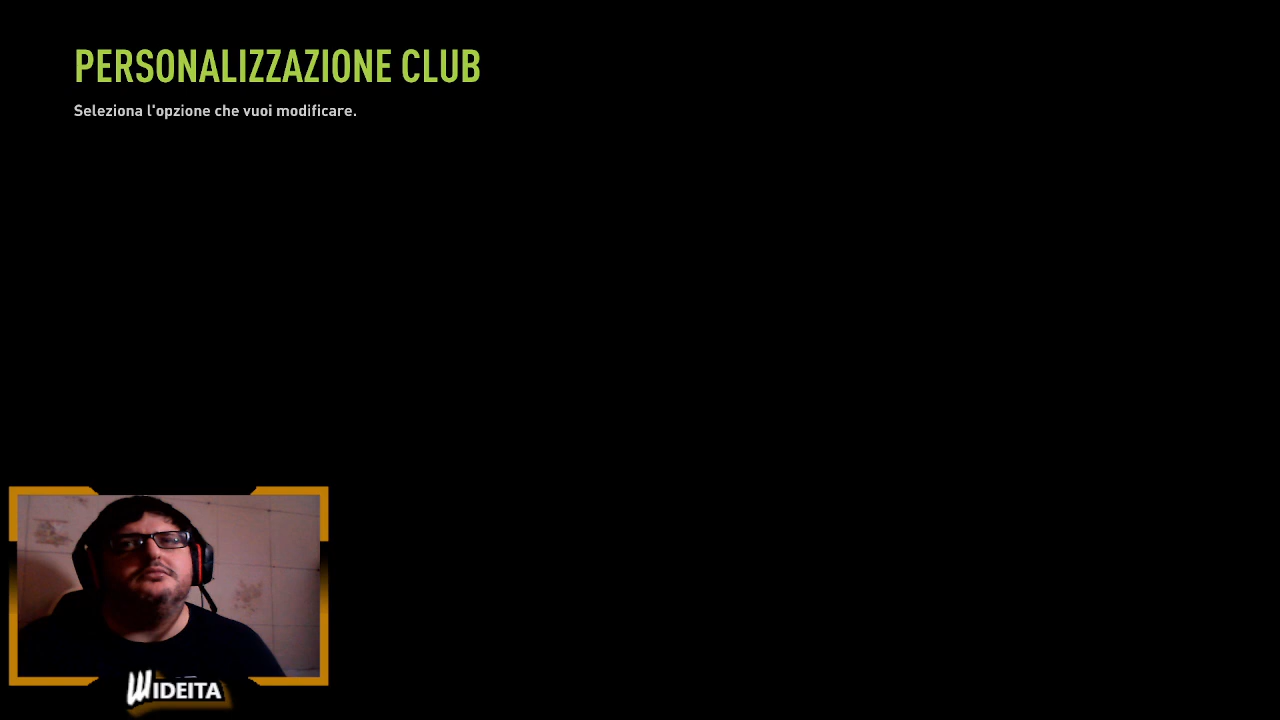 PERSONALIZZAZIONE CLUB
Seleziona l'opzione che vuoi modificare.
WIDEITA